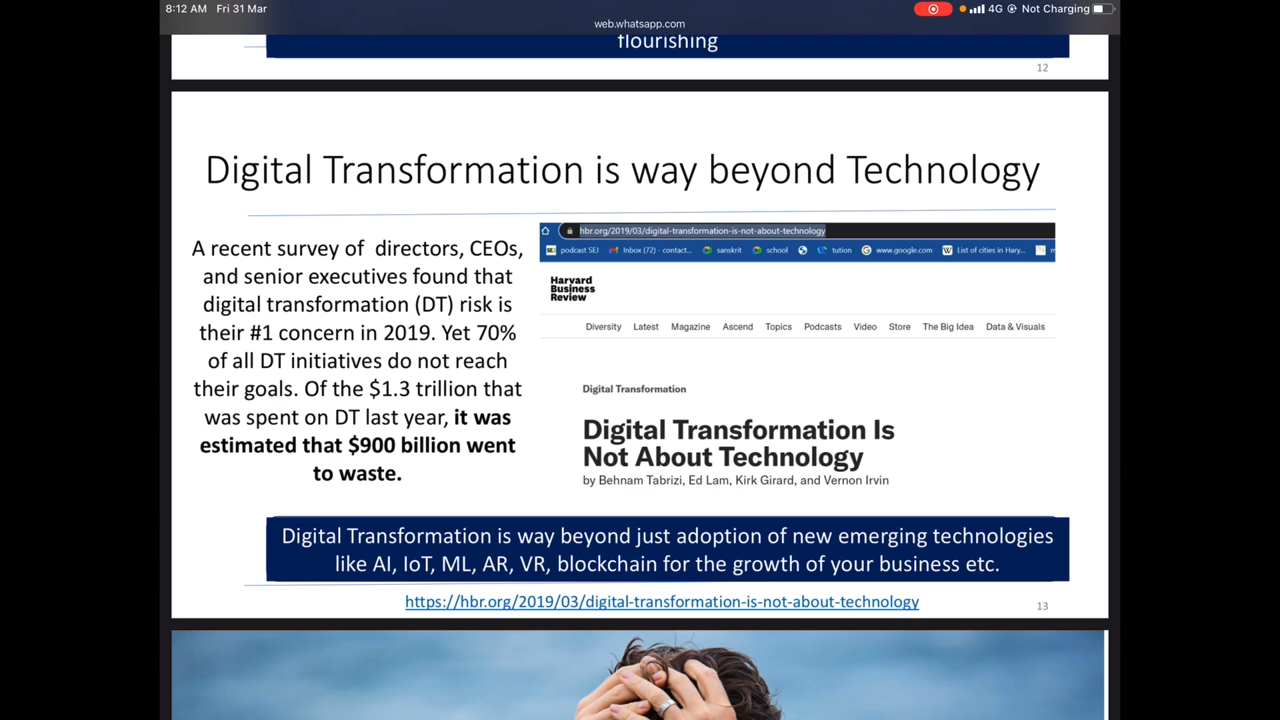 8:12 AM Fri 31 Mar
4G Not Charging
web.whatsapp.com
flourishing
12
Digital Transformation is way beyond Technology
A recent survey of directors, CEOs,
and senior executives found that
digital transformation (DT) risk is
their #1 concern in 2019. Yet 70%
of all DT initiatives do not reach
their goals. Of the $1.3 trillion that
was spent on DT last year, it was
estimated that $900 billion went
to waste.
hbr.org/2019/03/digital-transformation-is-not-about-technology
podcast SEJ Inbox (72) - contact... sanskrit school tution www.google.com List of cities in Hary...
Harvard
Business
Review
Diversity Latest Magazine Ascend Topics Podcasts Video Store The Big Idea Data & Visuals
Digital Transformation
Digital Transformation Is
Not About Technology
by Behnam Tabrizi, Ed Lam, Kirk Girard, and Vernon Irvin
Digital Transformation is way beyond just adoption of new emerging technologies
like AI, IoT, ML, AR, VR, blockchain for the growth of your business etc.
https://hbr.org/2019/03/digital-transformation-is-not-about-technology
13